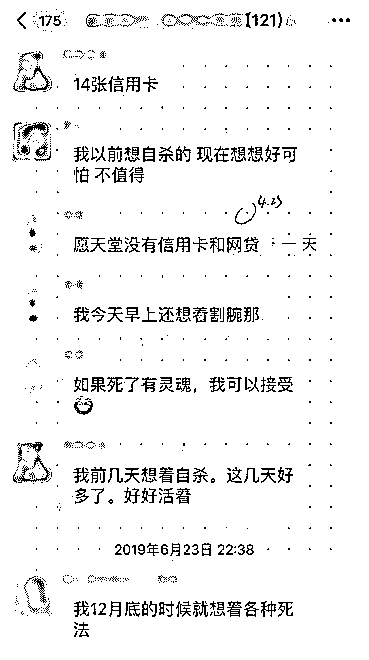 175
【121）
14张信用卡
我以前想自杀的 现在想想好可
怕 不值得
4.23
愿天堂没有信用卡和网贷
一 天
我今天早上还想着割腕那
如果死了有灵魂，我可以接受
我前几天想着自杀。这几天好
多了。好好活着
2019年6月23日 22:38
我12月底的时候就想着各种死
法